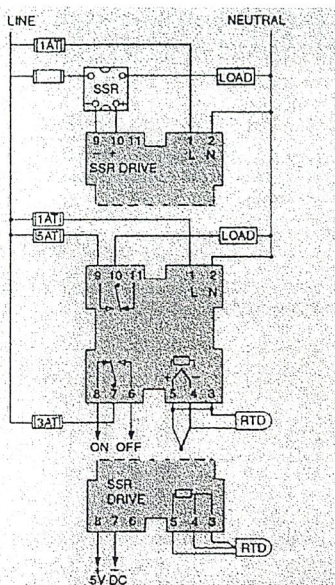 LINE NEUTRAL
1AT
LOAD
SSR
9 10 11 1 2
- + L N
SSR DRIVE
1AT
5AT LOAD
9 10 11 1 2
L N
+ -
8 7 6 5 4 3
3AT RTD
ON OFF
SSR
DRIVE
8 7 6 5 4 3
RTD
5V DC